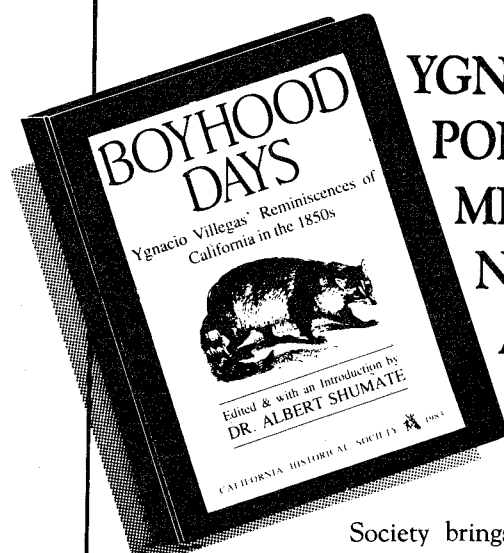 BOYHOOD
DAYS
Ygnacio Villegas' Reminiscences of
California in the 1850s
Edited & with an Introduction by
DR. ALBERT SHUMATE
CALIFORNIA HISTORICAL SOCIETY
YGN
MI
N
Society brings